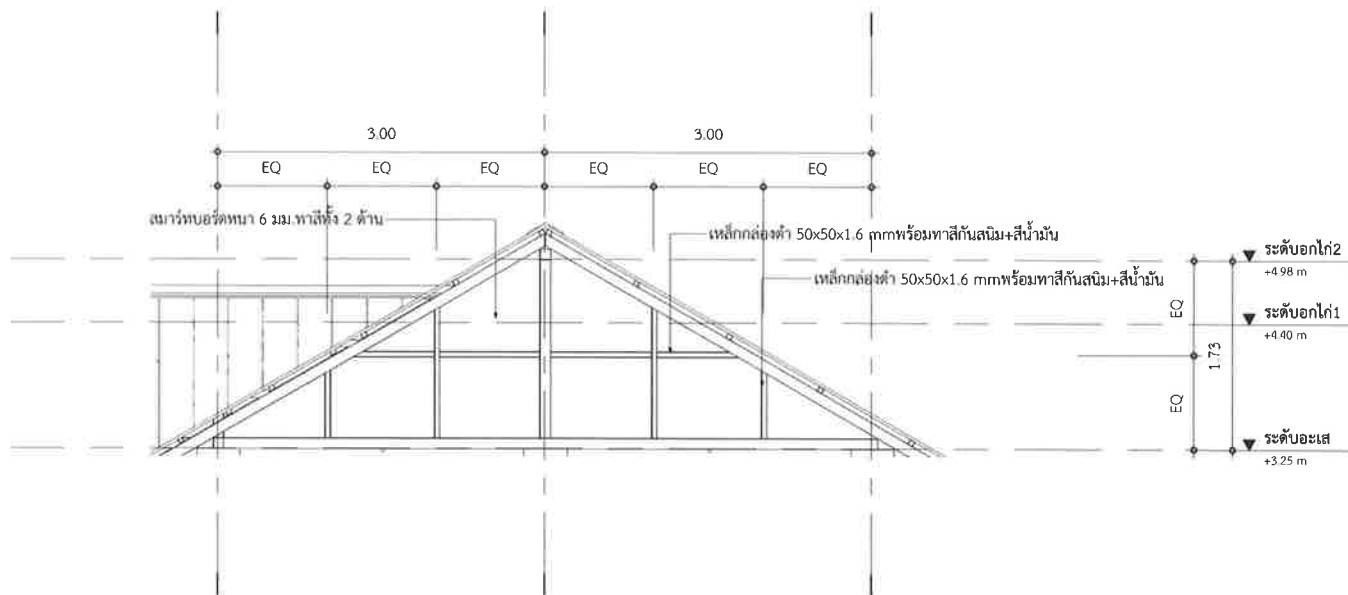 3.00 3.00
EQ EQ EQ EQ EQ EQ
สมาร์ทบอร์ดหนา 6 มม.ทาสีทั้ง 2 ด้าน
เหล็กกล่องดำ 50x50x1.6 mmพร้อมทาสีกันสนิม+สีน้ำมัน
เหล็กกล่องดำ 50x50x1.6 mmพร้อมทาสีกันสนิม+สีน้ำมัน
ระดับอกไก่2
+4.98 m
EQ
ระดับอกไก่1
+4.40 m
1.73
EQ
ระดับอะเส
+3.25 m